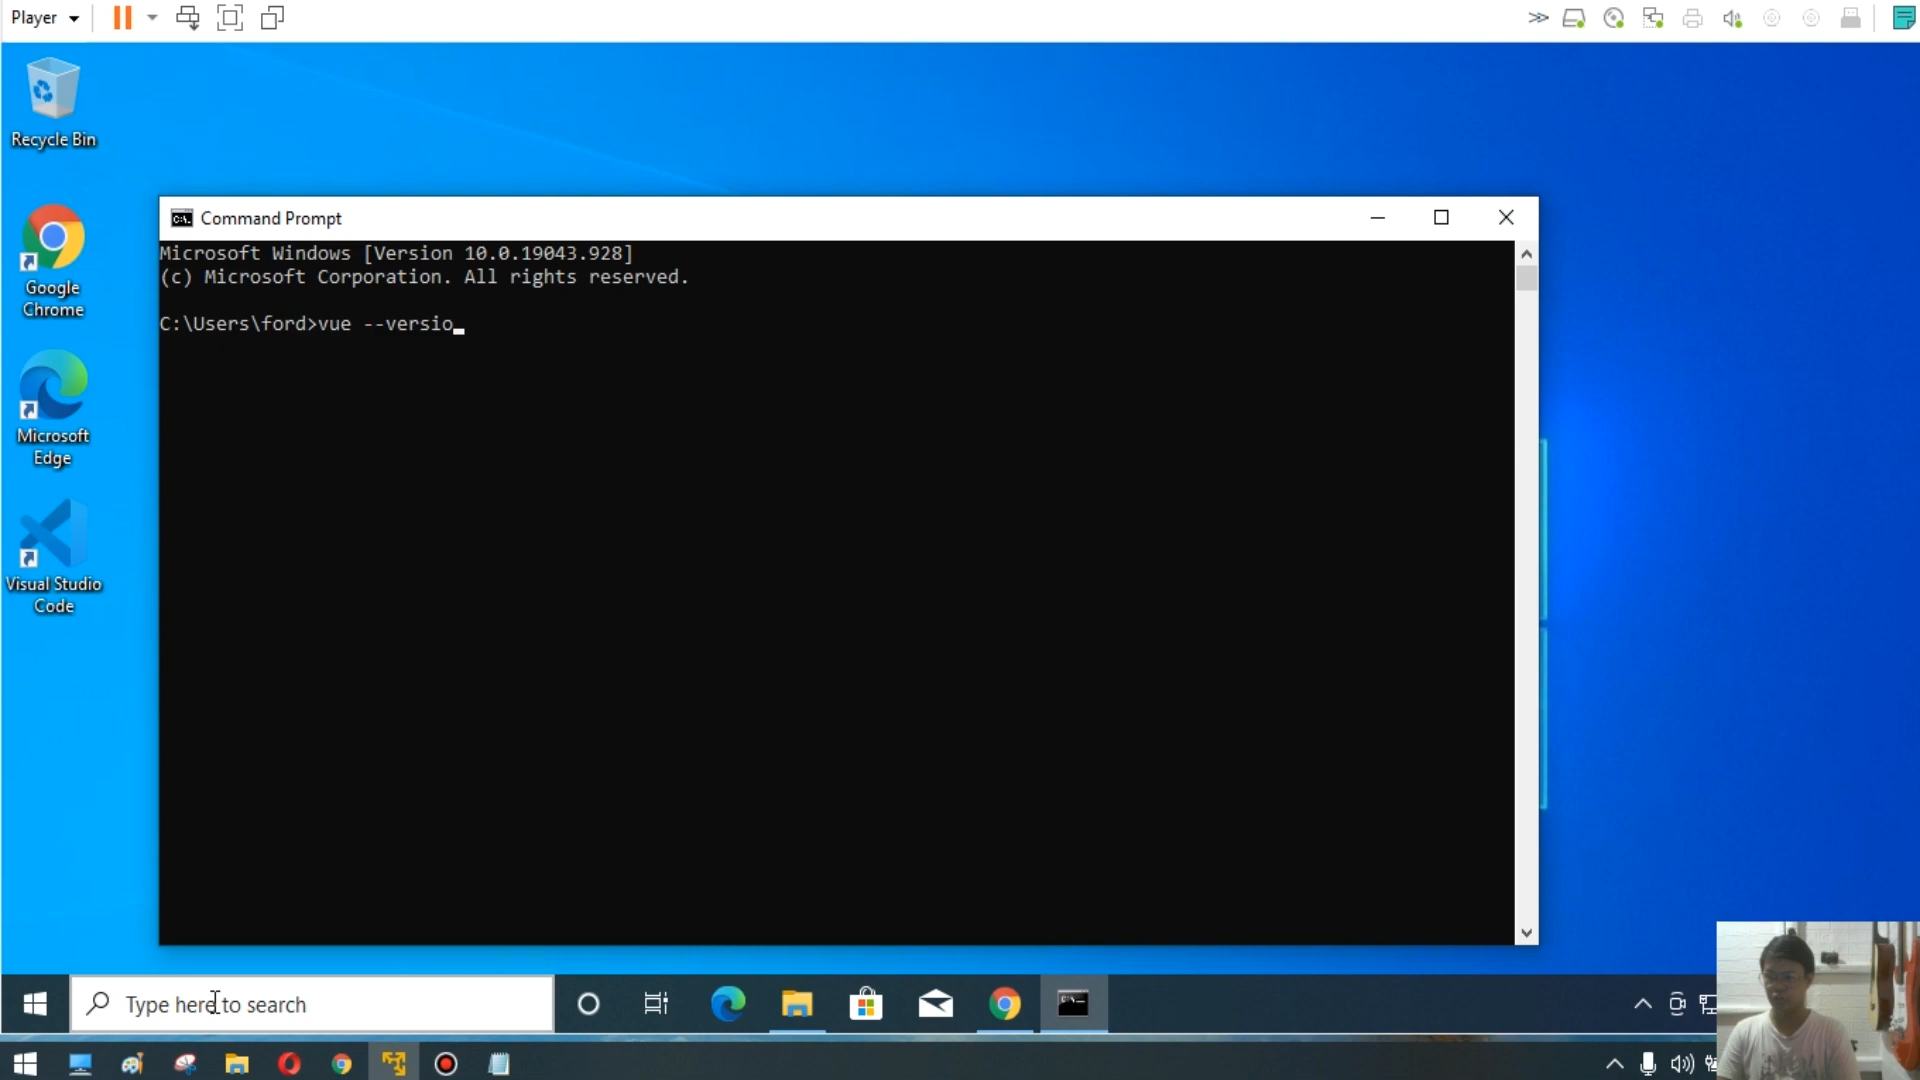 Player
Recycle Bin
Google
Chrome
Microsoft
Edge
Visual Studio
Code
Command Prompt
Microsoft Windows [Version 10.0.19043.928]
(c) Microsoft Corporation. All rights reserved.
C:\Users\ford>vue --versio
Type here to search